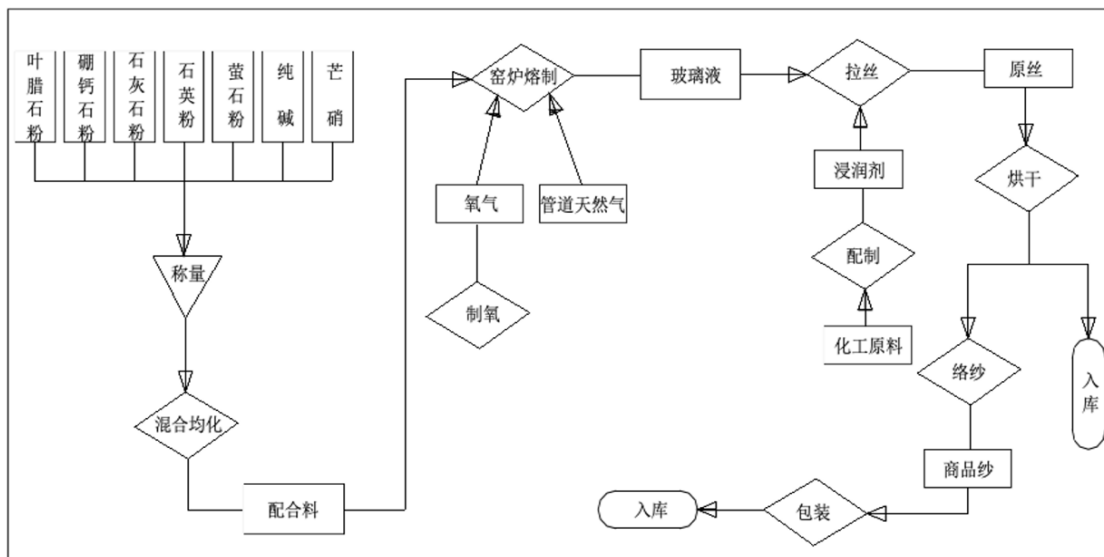 叶腊石粉
硼钙石粉
石灰石粉
石英粉
萤石粉
纯碱
芒硝
称量
混合均化
配合料
窑炉熔制
氧气
管道天然气
制氧
玻璃液
拉丝
浸润剂
配制
化工原料
原丝
烘干
络纱
入库
商品纱
包装
入库